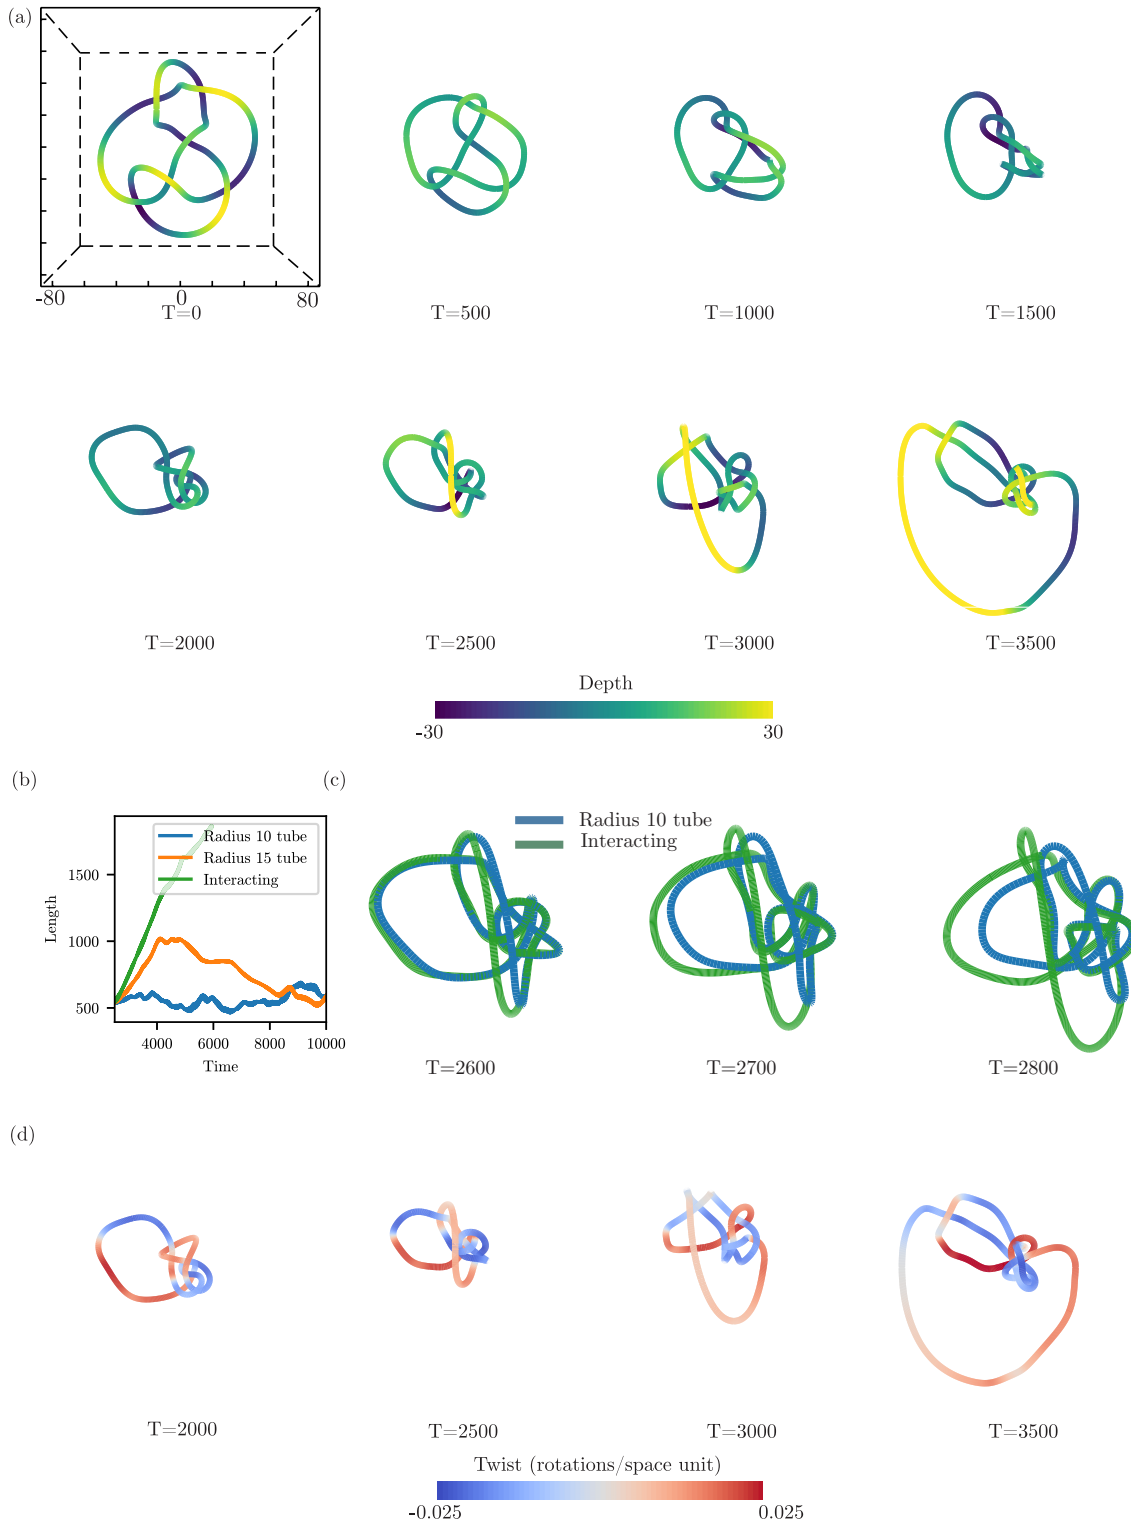 (a)
-80 0 80
T=0 T=500 T=1000 T=1500
T=2000 T=2500 T=3000 T=3500
Depth
-30 30
(b) (c)
Radius 10 tube
Radius 15 tube
Interacting
1500
1000
500
Length
4000 6000 8000 10000
Time
Radius 10 tube
Interacting
T=2600 T=2700 T=2800
(d)
T=2000 T=2500 T=3000 T=3500
Twist (rotations/space unit)
-0.025 0.025